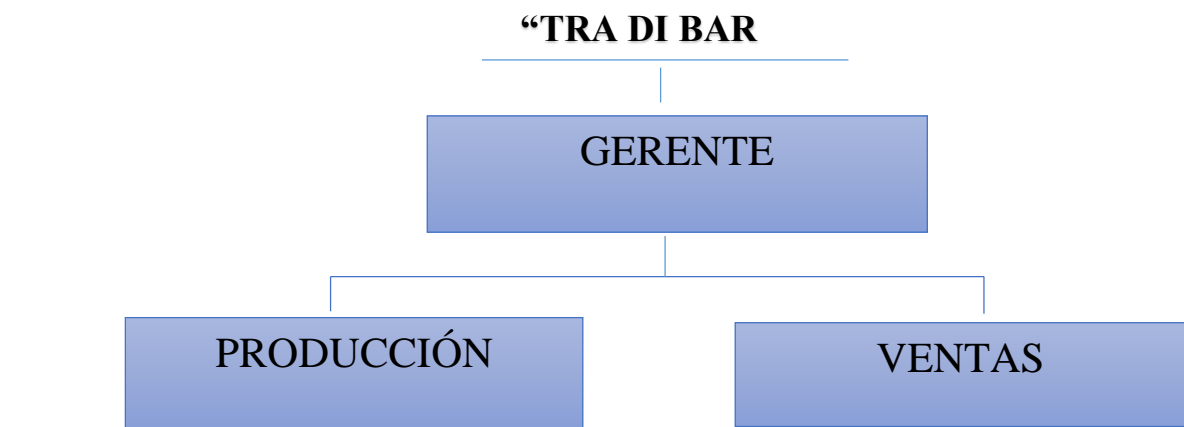 “TRA DI BAR
GERENTE
PRODUCCIÓN
VENTAS